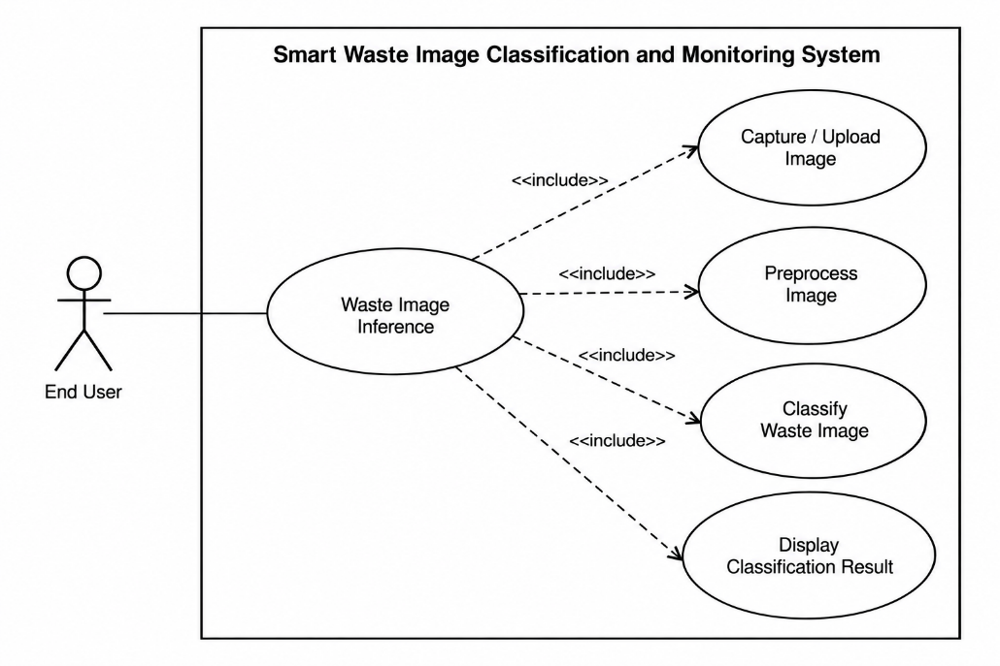 Smart Waste Image Classification and Monitoring System
Capture / Upload
Image
<<include>>
Preprocess
Image
<<include>>
Waste Image
Inference
<<include>>
End User
Classify
Waste Image
<<include>>
Display
Classification Result